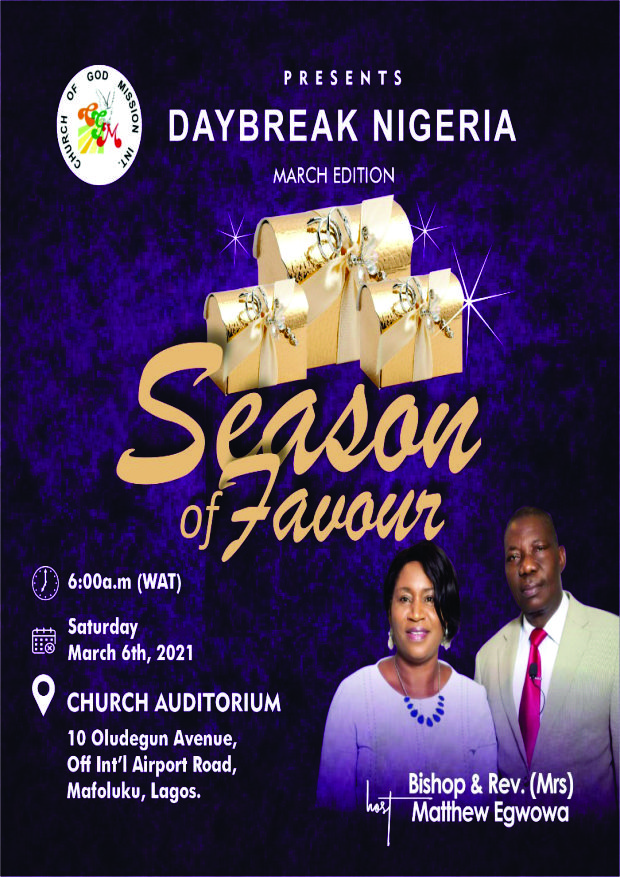 CHURCH OF GOD MISSION INT.
CGM
PRESENTS
DAYBREAK NIGERIA
MARCH EDITION
Season
of Favour
6:00a.m (WAT)
Saturday
March 6th, 2021
CHURCH AUDITORIUM
10 Oludegun Avenue,
Off Int'l Airport Road,
Mafoluku, Lagos.
host
Bishop & Rev. (Mrs)
Matthew Egwowa